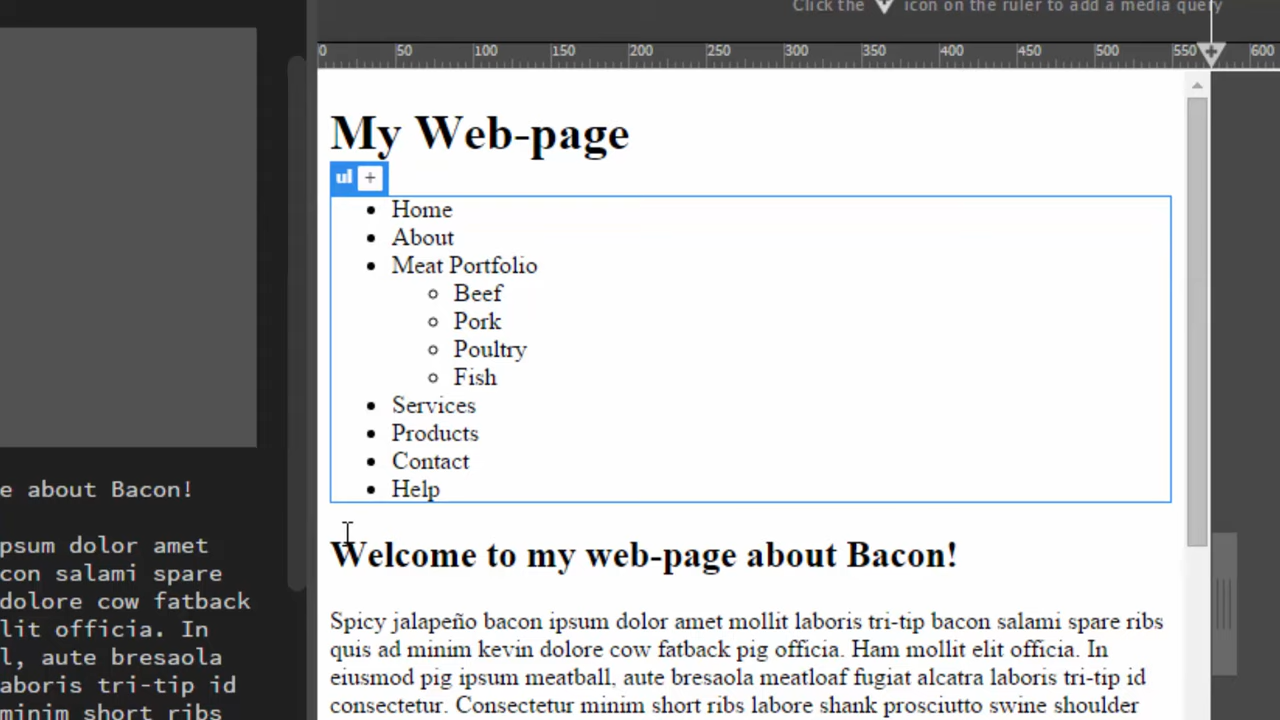 Click the icon on the ruler to add a media query
0 50 100 150 200 250 300 350 400 450 500 550 600
My Web-page
ul +
Home
About
Meat Portfolio
Beef
Pork
Poultry
Fish
Services
Products
Contact
Help
e about Bacon!
psum dolor amet
con salami spare
dolore cow fatback
lit officia. In
l, aute bresaola
aboris tri-tip id
minim short ribs
Welcome to my web-page about Bacon!
Spicy jalapeño bacon ipsum dolor amet mollit laboris tri-tip bacon salami spare ribs
quis ad minim kevin dolore cow fatback pig officia. Ham mollit elit officia. In
eiusmod pig ipsum meatball, aute bresaola meatloaf fugiat alcatra laboris tri-tip id
consectetur. Consectetur minim short ribs labore shank prosciutto swine shoulder